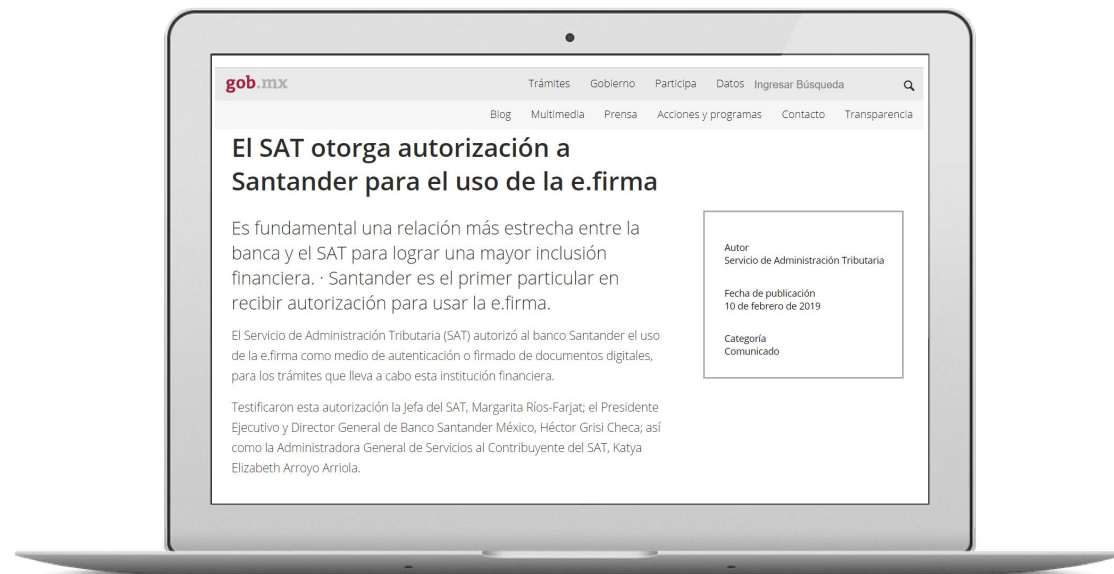 gob.mx
Trámites Gobierno Participa Datos Ingresar Búsqueda
Blog Multimedia Prensa Acciones y programas Contacto Transparencia
El SAT otorga autorización a
Santander para el uso de la e.firma
Es fundamental una relación más estrecha entre la
banca y el SAT para lograr una mayor inclusión
financiera. · Santander es el primer particular en
recibir autorización para usar la e.firma.
El Servicio de Administración Tributaria (SAT) autorizó al banco Santander el uso
de la e.firma como medio de autenticación o firmado de documentos digitales,
para los trámites que lleva a cabo esta institución financiera.
Testificaron esta autorización la Jefa del SAT, Margarita Ríos-Farjat; el Presidente
Ejecutivo y Director General de Banco Santander México, Héctor Grisi Checa; así
como la Administradora General de Servicios al Contribuyente del SAT, Katya
Elizabeth Arroyo Arriola.
Autor
Servicio de Administración Tributaria
Fecha de publicación
10 de febrero de 2019
Categoría
Comunicado